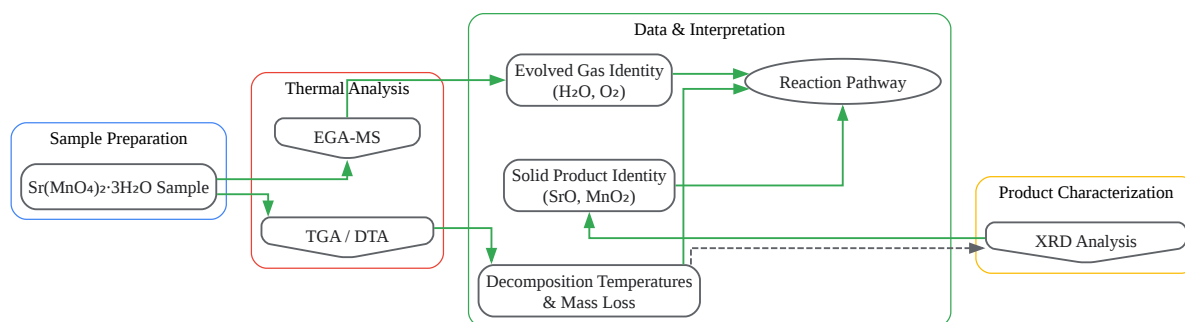 Data & Interpretation
Evolved Gas Identity
(H₂O, O₂)
Reaction Pathway
Thermal Analysis
EGA-MS
Sample Preparation
Sr(MnO₄)₂·3H₂O Sample
Solid Product Identity
(SrO, MnO₂)
Product Characterization
TGA / DTA
XRD Analysis
Decomposition Temperatures
& Mass Loss